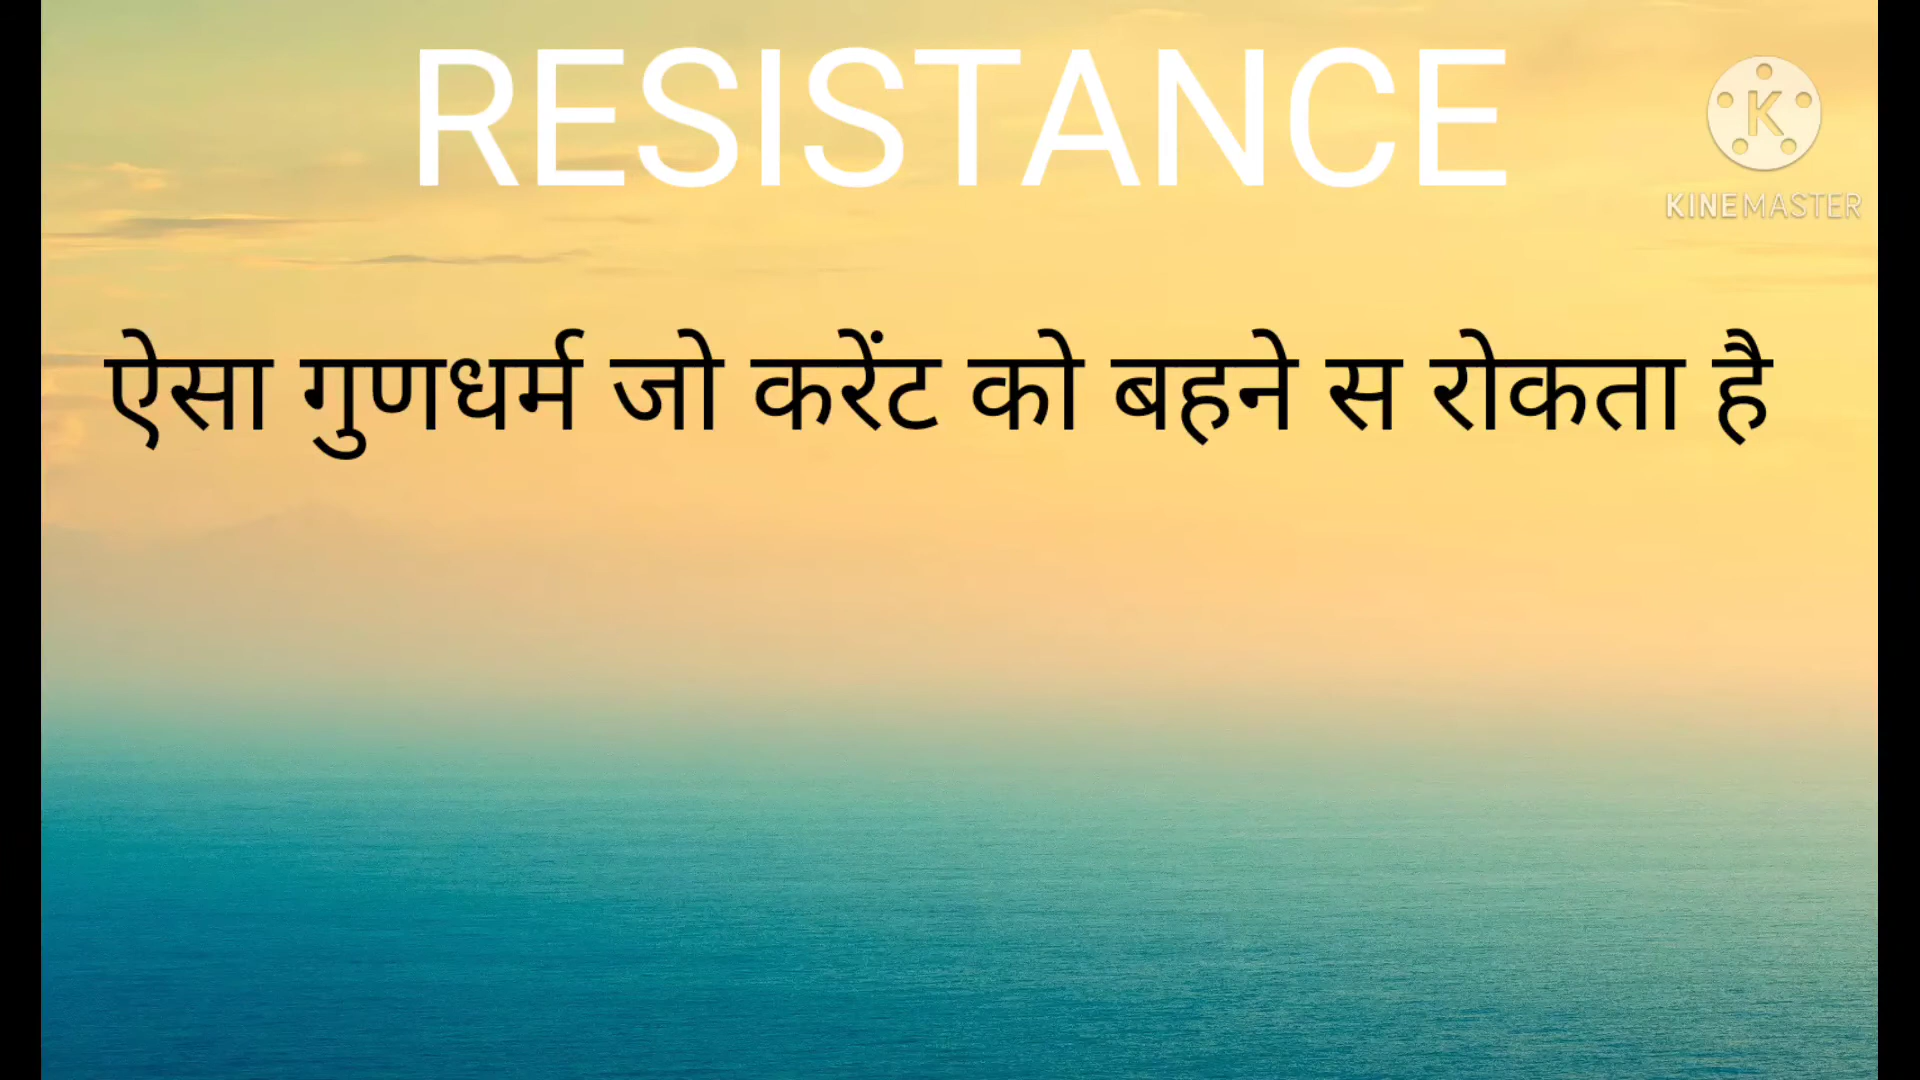 RESISTANCE
K
KINEMASTER
ऐसा गुणधर्म जो करेंट को बहने स रोकता है